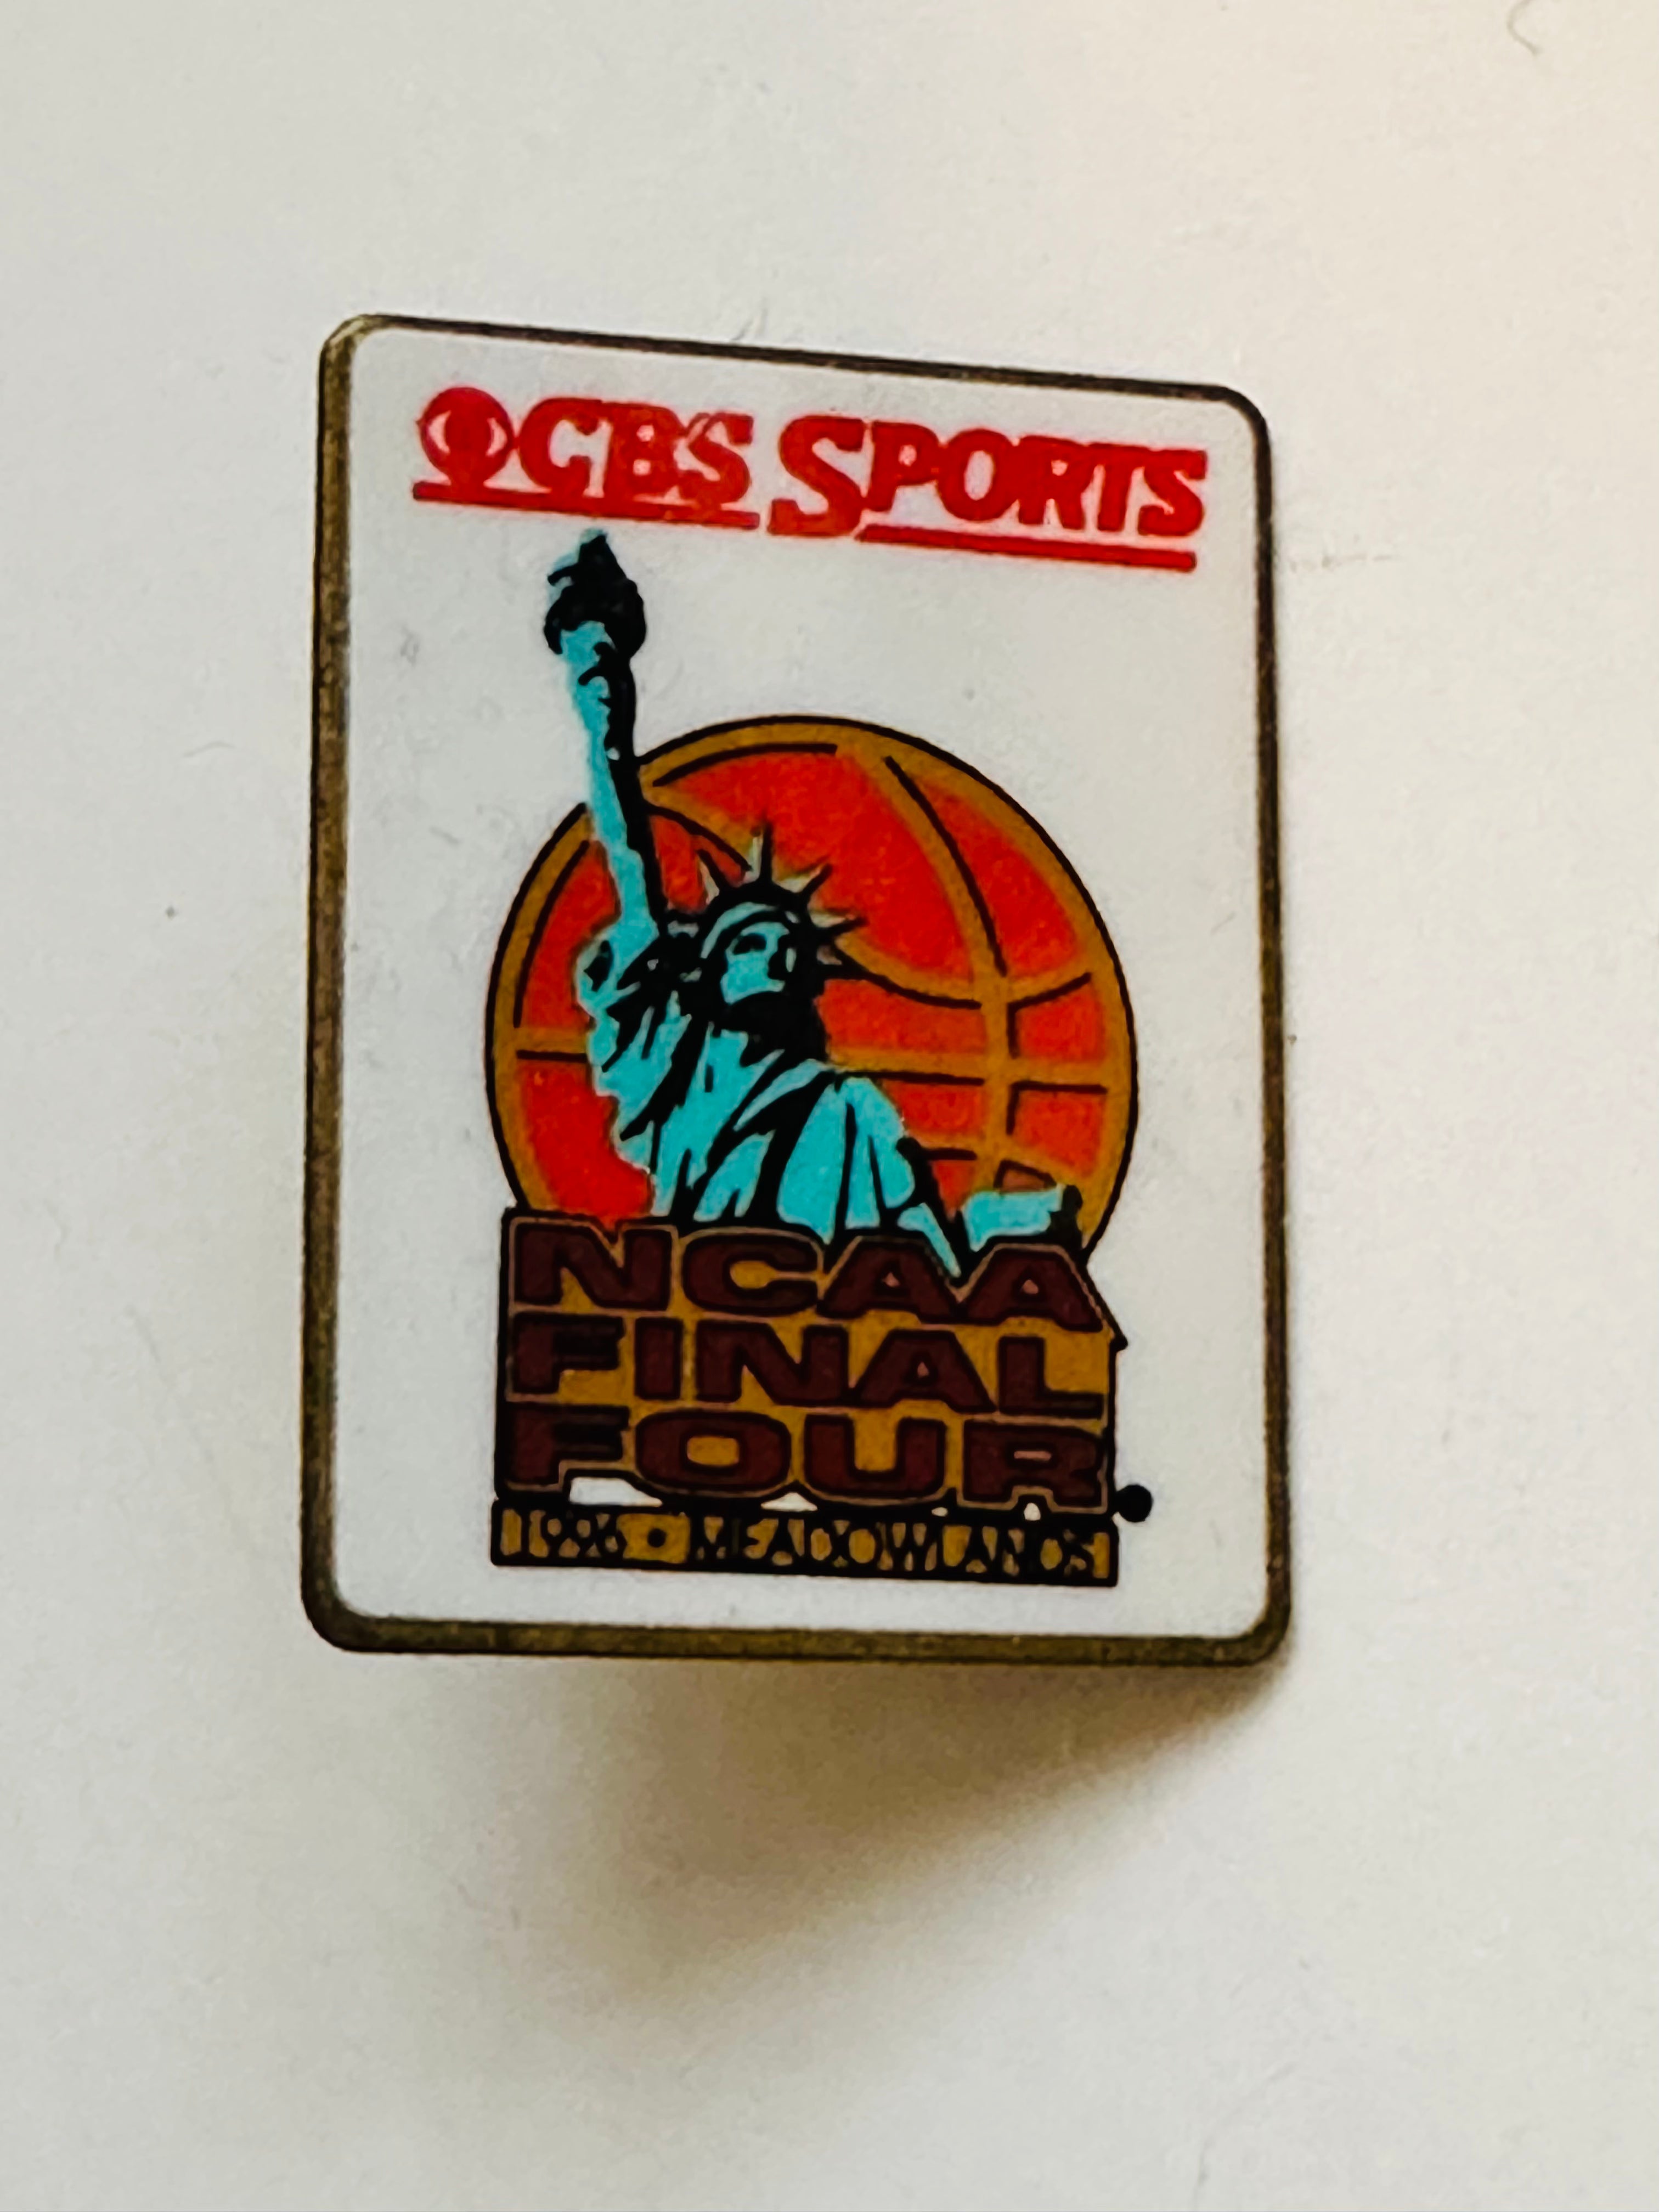 CBS SPORTS
NCAA
FINAL
FOUR
1996 • MEADOWLANDS